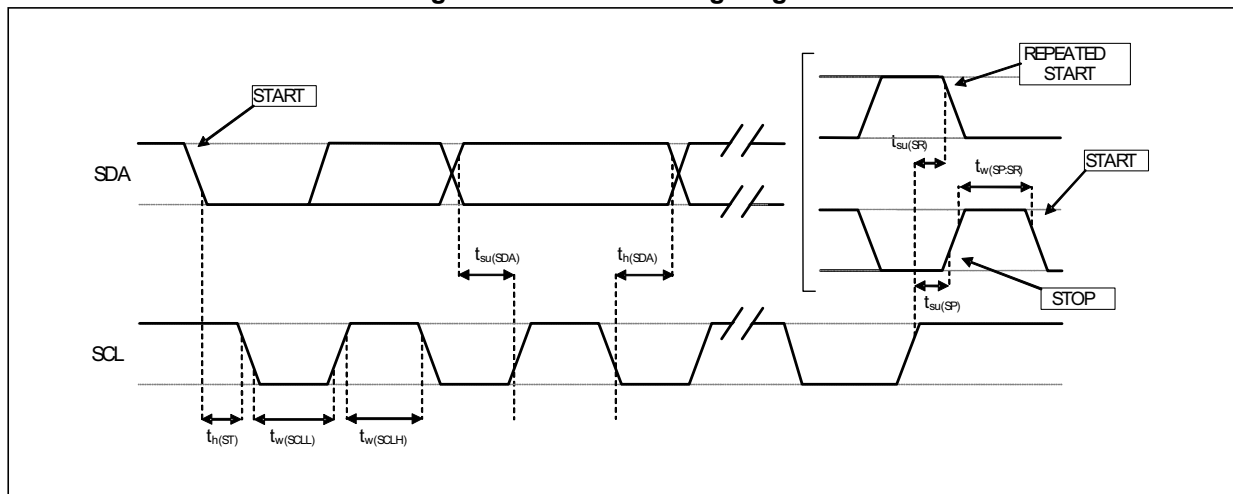 REPEATED
START
START
t_su(SR)
START
t_w(SP:SR)
SDA
t_su(SDA)
t_h(SDA)
t_su(SP)
STOP
SCL
t_h(ST)
t_w(SCLL)
t_w(SCLH)